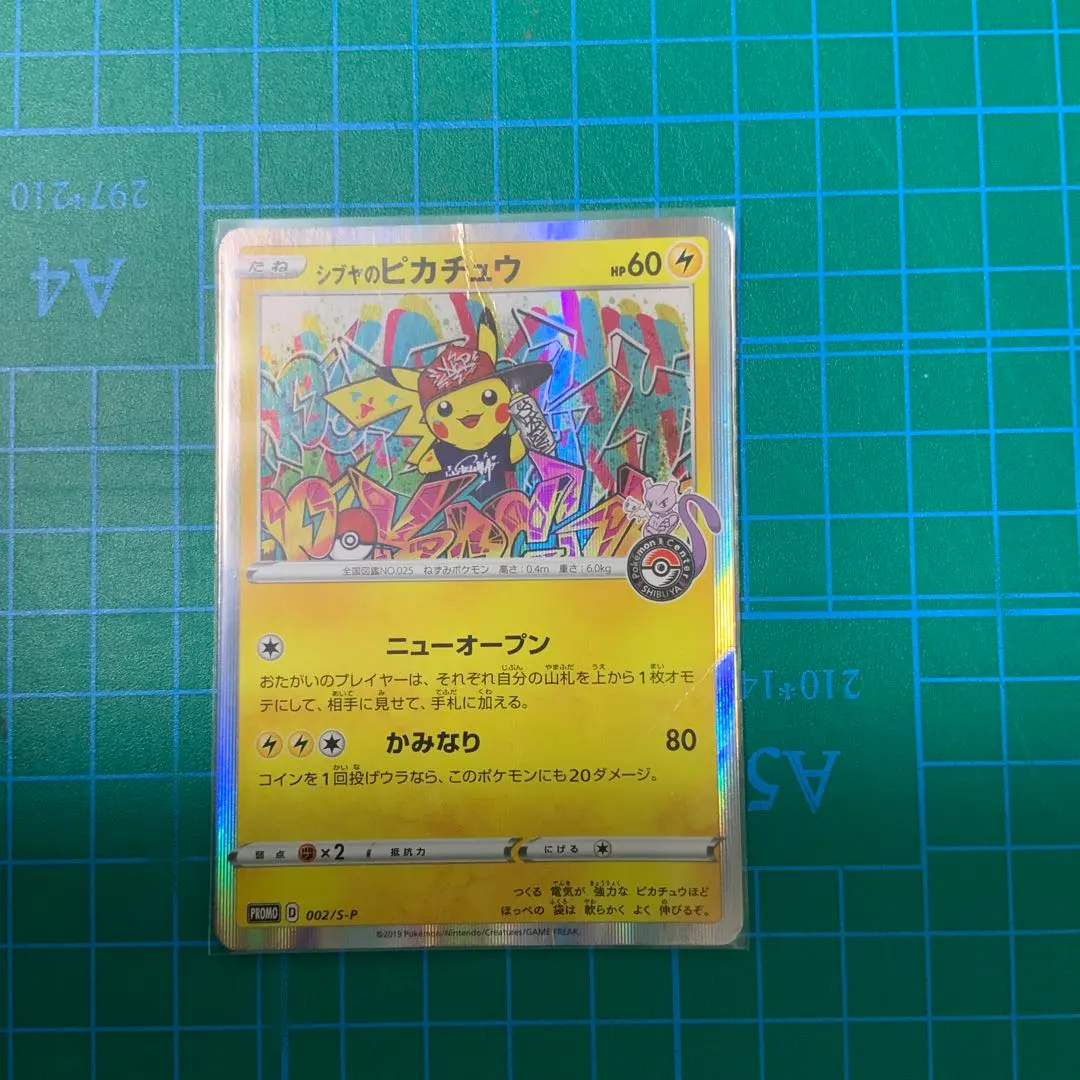 297*210
A4
たね
シブヤのピカチュウ
HP60
Pokémon Center
SHIBUYA
全国図鑑NO.025 ねずみポケモン 高さ:0.4m 重さ:6.0kg
ニューオープン
おたがいのプレイヤーは、それぞれ自分の山札を上から1枚オモ
テにして、相手に見せて、手札に加える。
かみなり 80
コインを1回投げウラなら、このポケモンにも20ダメージ。
弱点 ×2 抵抗力 にげる
つくる 電気が 強力な ピカチュウほど
ほっぺの 袋は 軟らかく よく 伸びるぞ。
PROMO D 002/S-P
©2019 Pokémon/Nintendo/Creatures/GAME FREAK.
A5